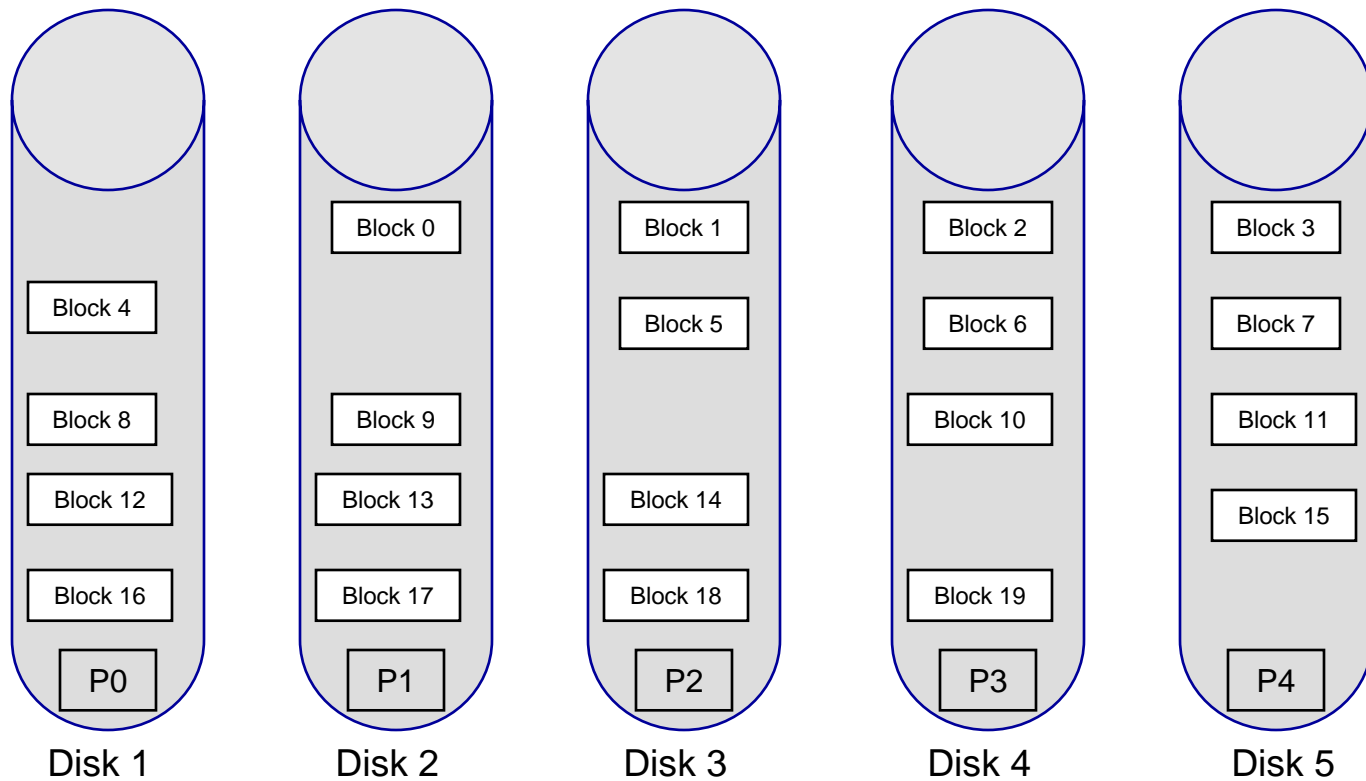 Block 0
Block 1
Block 2
Block 3
Block 4
Block 5
Block 6
Block 7
Block 8
Block 9
Block 10
Block 11
Block 12
Block 13
Block 14
Block 15
Block 16
Block 17
Block 18
Block 19
P0
P1
P2
P3
P4
Disk 1
Disk 2
Disk 3
Disk 4
Disk 5